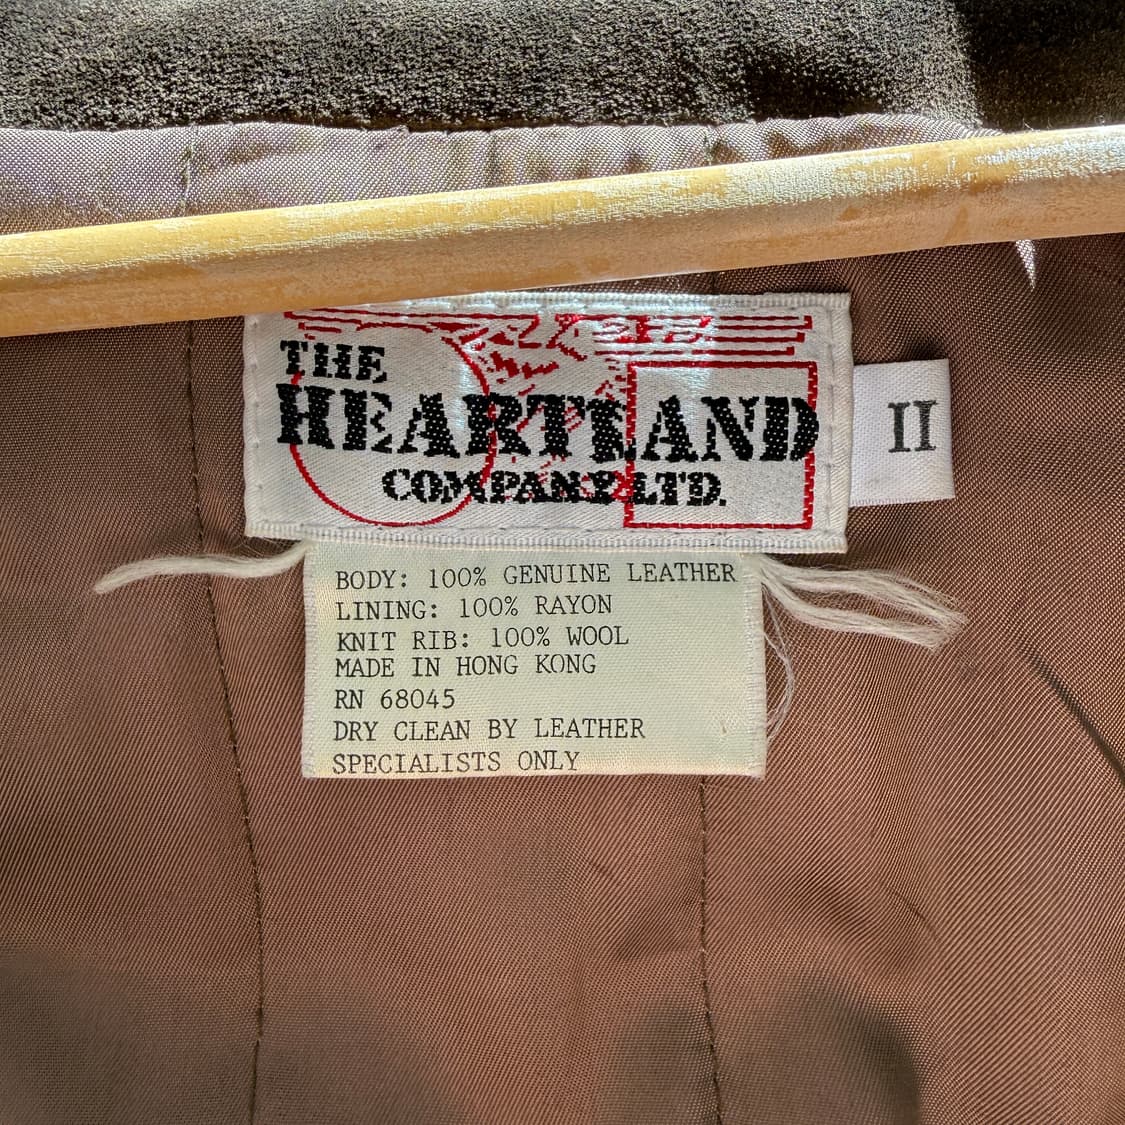 THE
HEARTLAND
COMPANY LTD.
II
BODY: 100% GENUINE LEATHER
LINING: 100% RAYON
KNIT RIB: 100% WOOL
MADE IN HONG KONG
RN 68045
DRY CLEAN BY LEATHER
SPECIALISTS ONLY